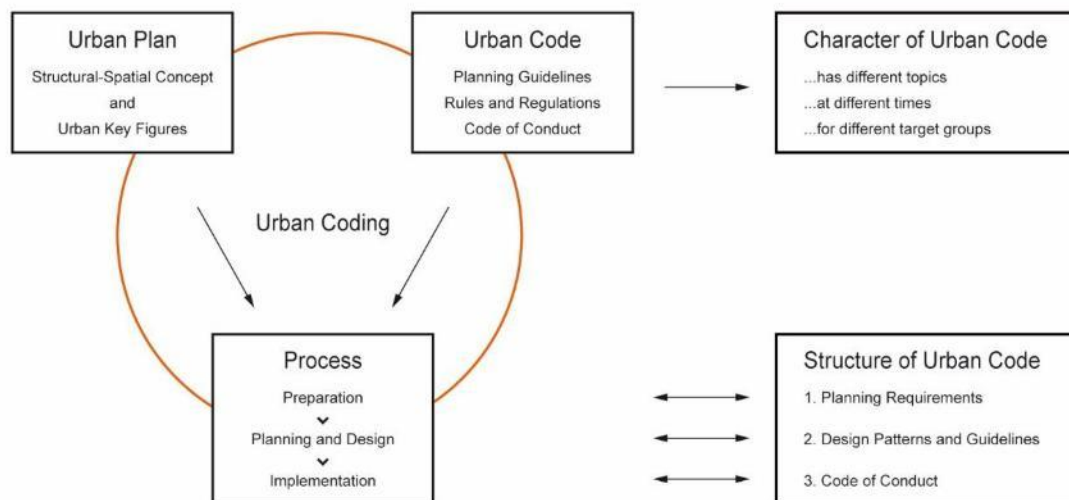 Urban Plan
Structural-Spatial Concept
and
Urban Key Figures
Urban Code
Planning Guidelines
Rules and Regulations
Code of Conduct
Character of Urban Code
...has different topics
...at different times
...for different target groups
Urban Coding
Process
Preparation
Planning and Design
Implementation
Structure of Urban Code
1. Planning Requirements
2. Design Patterns and Guidelines
3. Code of Conduct